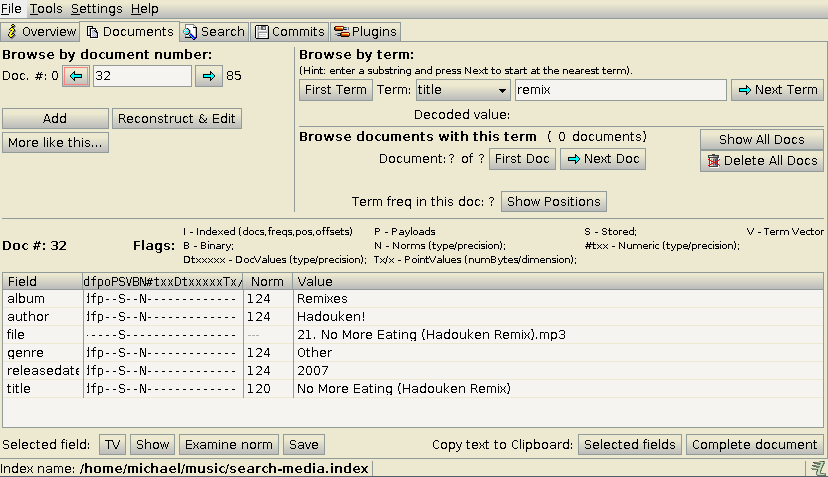 File Tools Settings Help
Overview Documents Search Commits Plugins
Browse by document number:
Doc. #: 0 32 85
Add Reconstruct & Edit
More like this...
Browse by term:
(Hint: enter a substring and press Next to start at the nearest term).
First Term Term: title remix Next Term
Decoded value:
Browse documents with this term ( 0 documents) Show All Docs
Document: ? of ? First Doc Next Doc Delete All Docs
Term freq in this doc: ? Show Positions
Doc #: 32 Flags:
I - Indexed (docs,freqs,pos,offsets) P - Payloads S - Stored; V - Term Vector
B - Binary; N - Norms (type/precision); #txx - Numeric (type/precision);
Dtxxxxx - DocValues (type/precision); Tx/x - PointValues (numBytes/dimension);
Field dfpoPSVBN#txxDtxxxxxTx/ Norm Value
album dfp--S--N------------- 124 Remixes
author dfp--S--N------------- 124 Hadouken!
file -----S---------------- --- 21. No More Eating (Hadouken Remix).mp3
genre dfp--S--N------------- 124 Other
releasedate dfp--S--N------------- 124 2007
title dfp--S--N------------- 120 No More Eating (Hadouken Remix)
Selected field: TV Show Examine norm Save Copy text to Clipboard: Selected fields Complete document
Index name: /home/michael/music/search-media.index